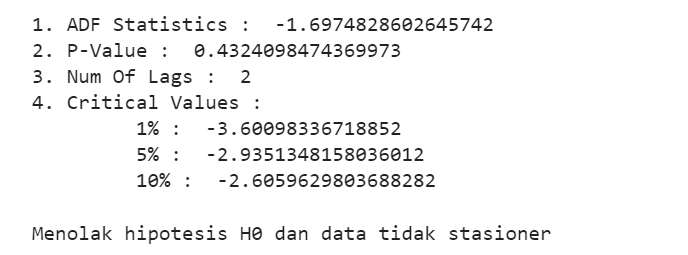 1. ADF Statistics :  -1.6974828602645742
2. P-Value :  0.4324098474369973
3. Num Of Lags :  2
4. Critical Values :
1% :  -3.60098336718852
5% :  -2.9351348158036012
10% :  -2.6059629803688282
Menolak hipotesis H0 dan data tidak stasioner